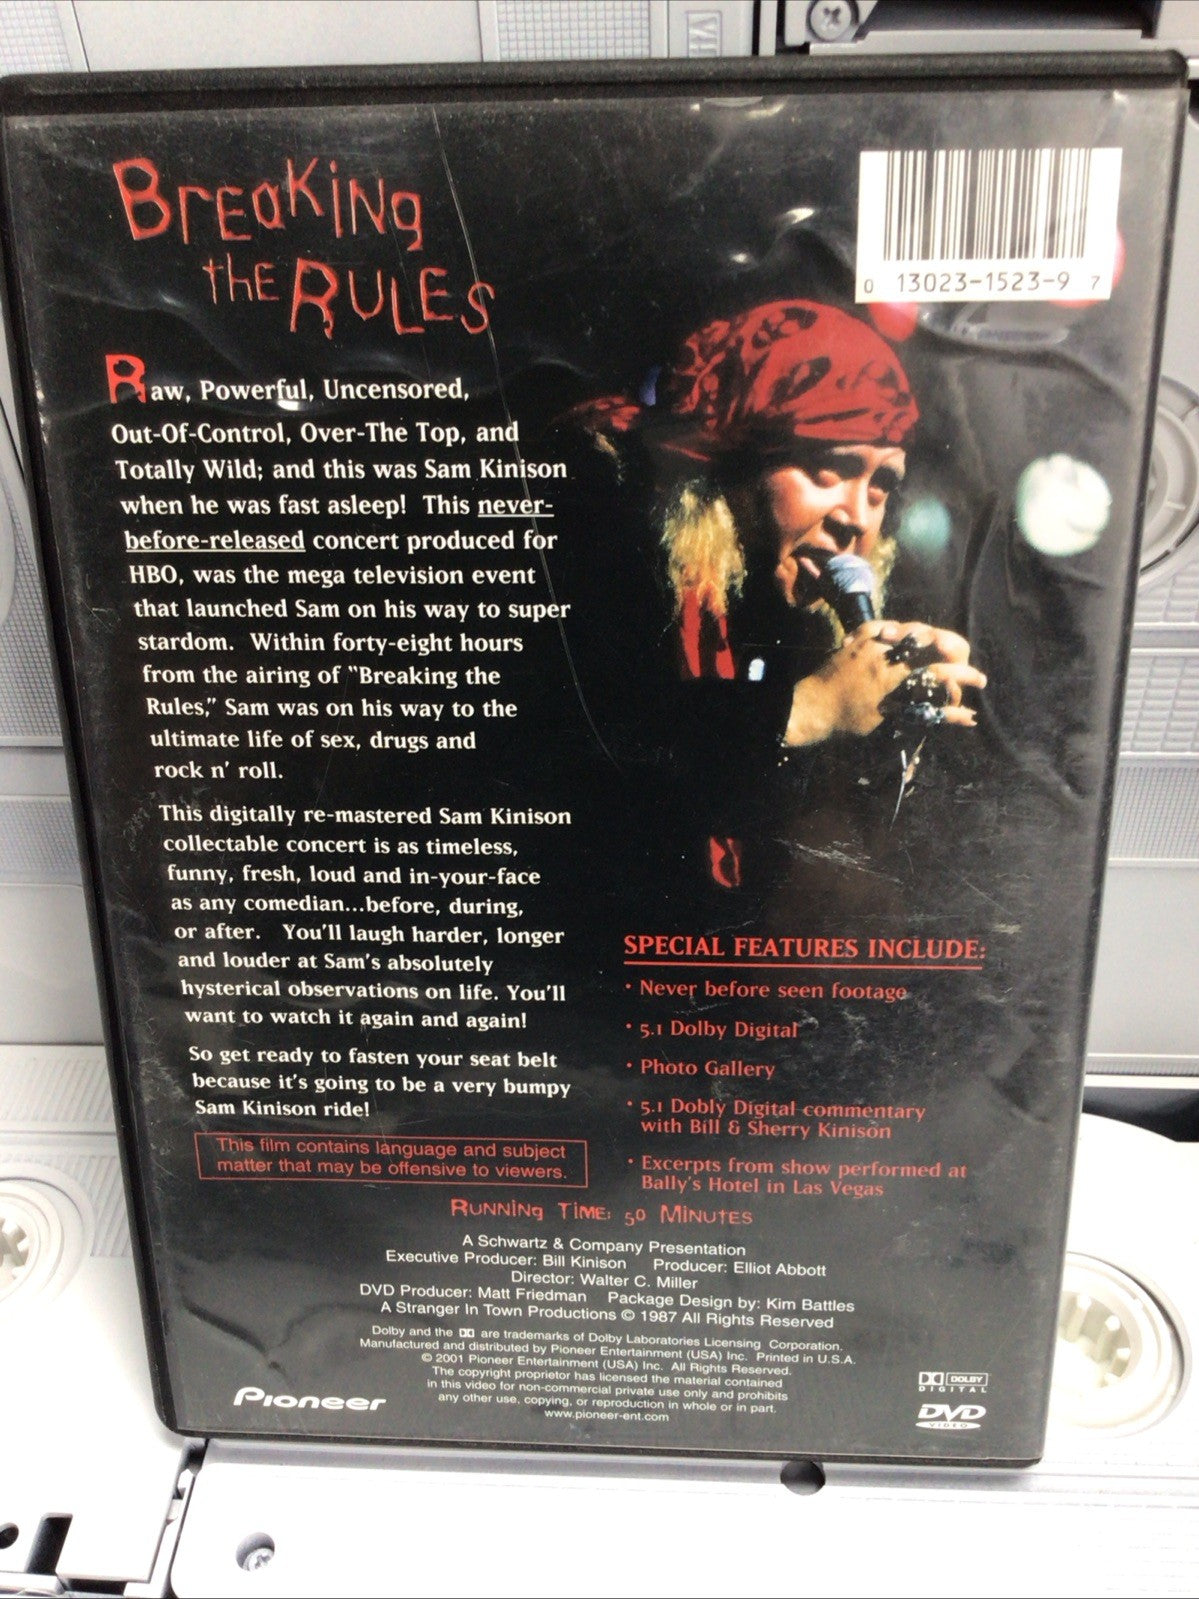 Breaking
the Rules
0 13023-1523-9 7
Raw, Powerful, Uncensored,
Out-Of-Control, Over-The Top, and
Totally Wild; and this was Sam Kinison
when he was fast asleep! This never-
before-released concert produced for
HBO, was the mega television event
that launched Sam on his way to super
stardom. Within forty-eight hours
from the airing of "Breaking the
Rules," Sam was on his way to the
ultimate life of sex, drugs and
rock n' roll.
This digitally re-mastered Sam Kinison
collectable concert is as timeless,
funny, fresh, loud and in-your-face
as any comedian...before, during,
or after. You'll laugh harder, longer
and louder at Sam's absolutely
hysterical observations on life. You'll
want to watch it again and again!
So get ready to fasten your seat belt
because it's going to be a very bumpy
Sam Kinison ride!
This film contains language and subject
matter that may be offensive to viewers.
SPECIAL FEATURES INCLUDE:
• Never before seen footage
• 5.1 Dolby Digital
• Photo Gallery
• 5.1 Dobly Digital commentary
with Bill & Sherry Kinison
• Excerpts from show performed at
Bally's Hotel in Las Vegas
Running Time: 50 Minutes
A Schwartz & Company Presentation
Executive Producer: Bill Kinison Producer: Elliot Abbott
Director: Walter C. Miller
DVD Producer: Matt Friedman Package Design by: Kim Battles
A Stranger In Town Productions © 1987 All Rights Reserved
Dolby and the are trademarks of Dolby Laboratories Licensing Corporation.
Manufactured and distributed by Pioneer Entertainment (USA) Inc. Printed in U.S.A.
© 2001 Pioneer Entertainment (USA) Inc. All Rights Reserved.
The copyright proprietor has licensed the material contained
in this video for non-commercial private use only and prohibits
any other use, copying, or reproduction in whole or in part.
www.pioneer-ent.com
Pioneer
DOLBY
DIGITAL
DVD
VIDEO